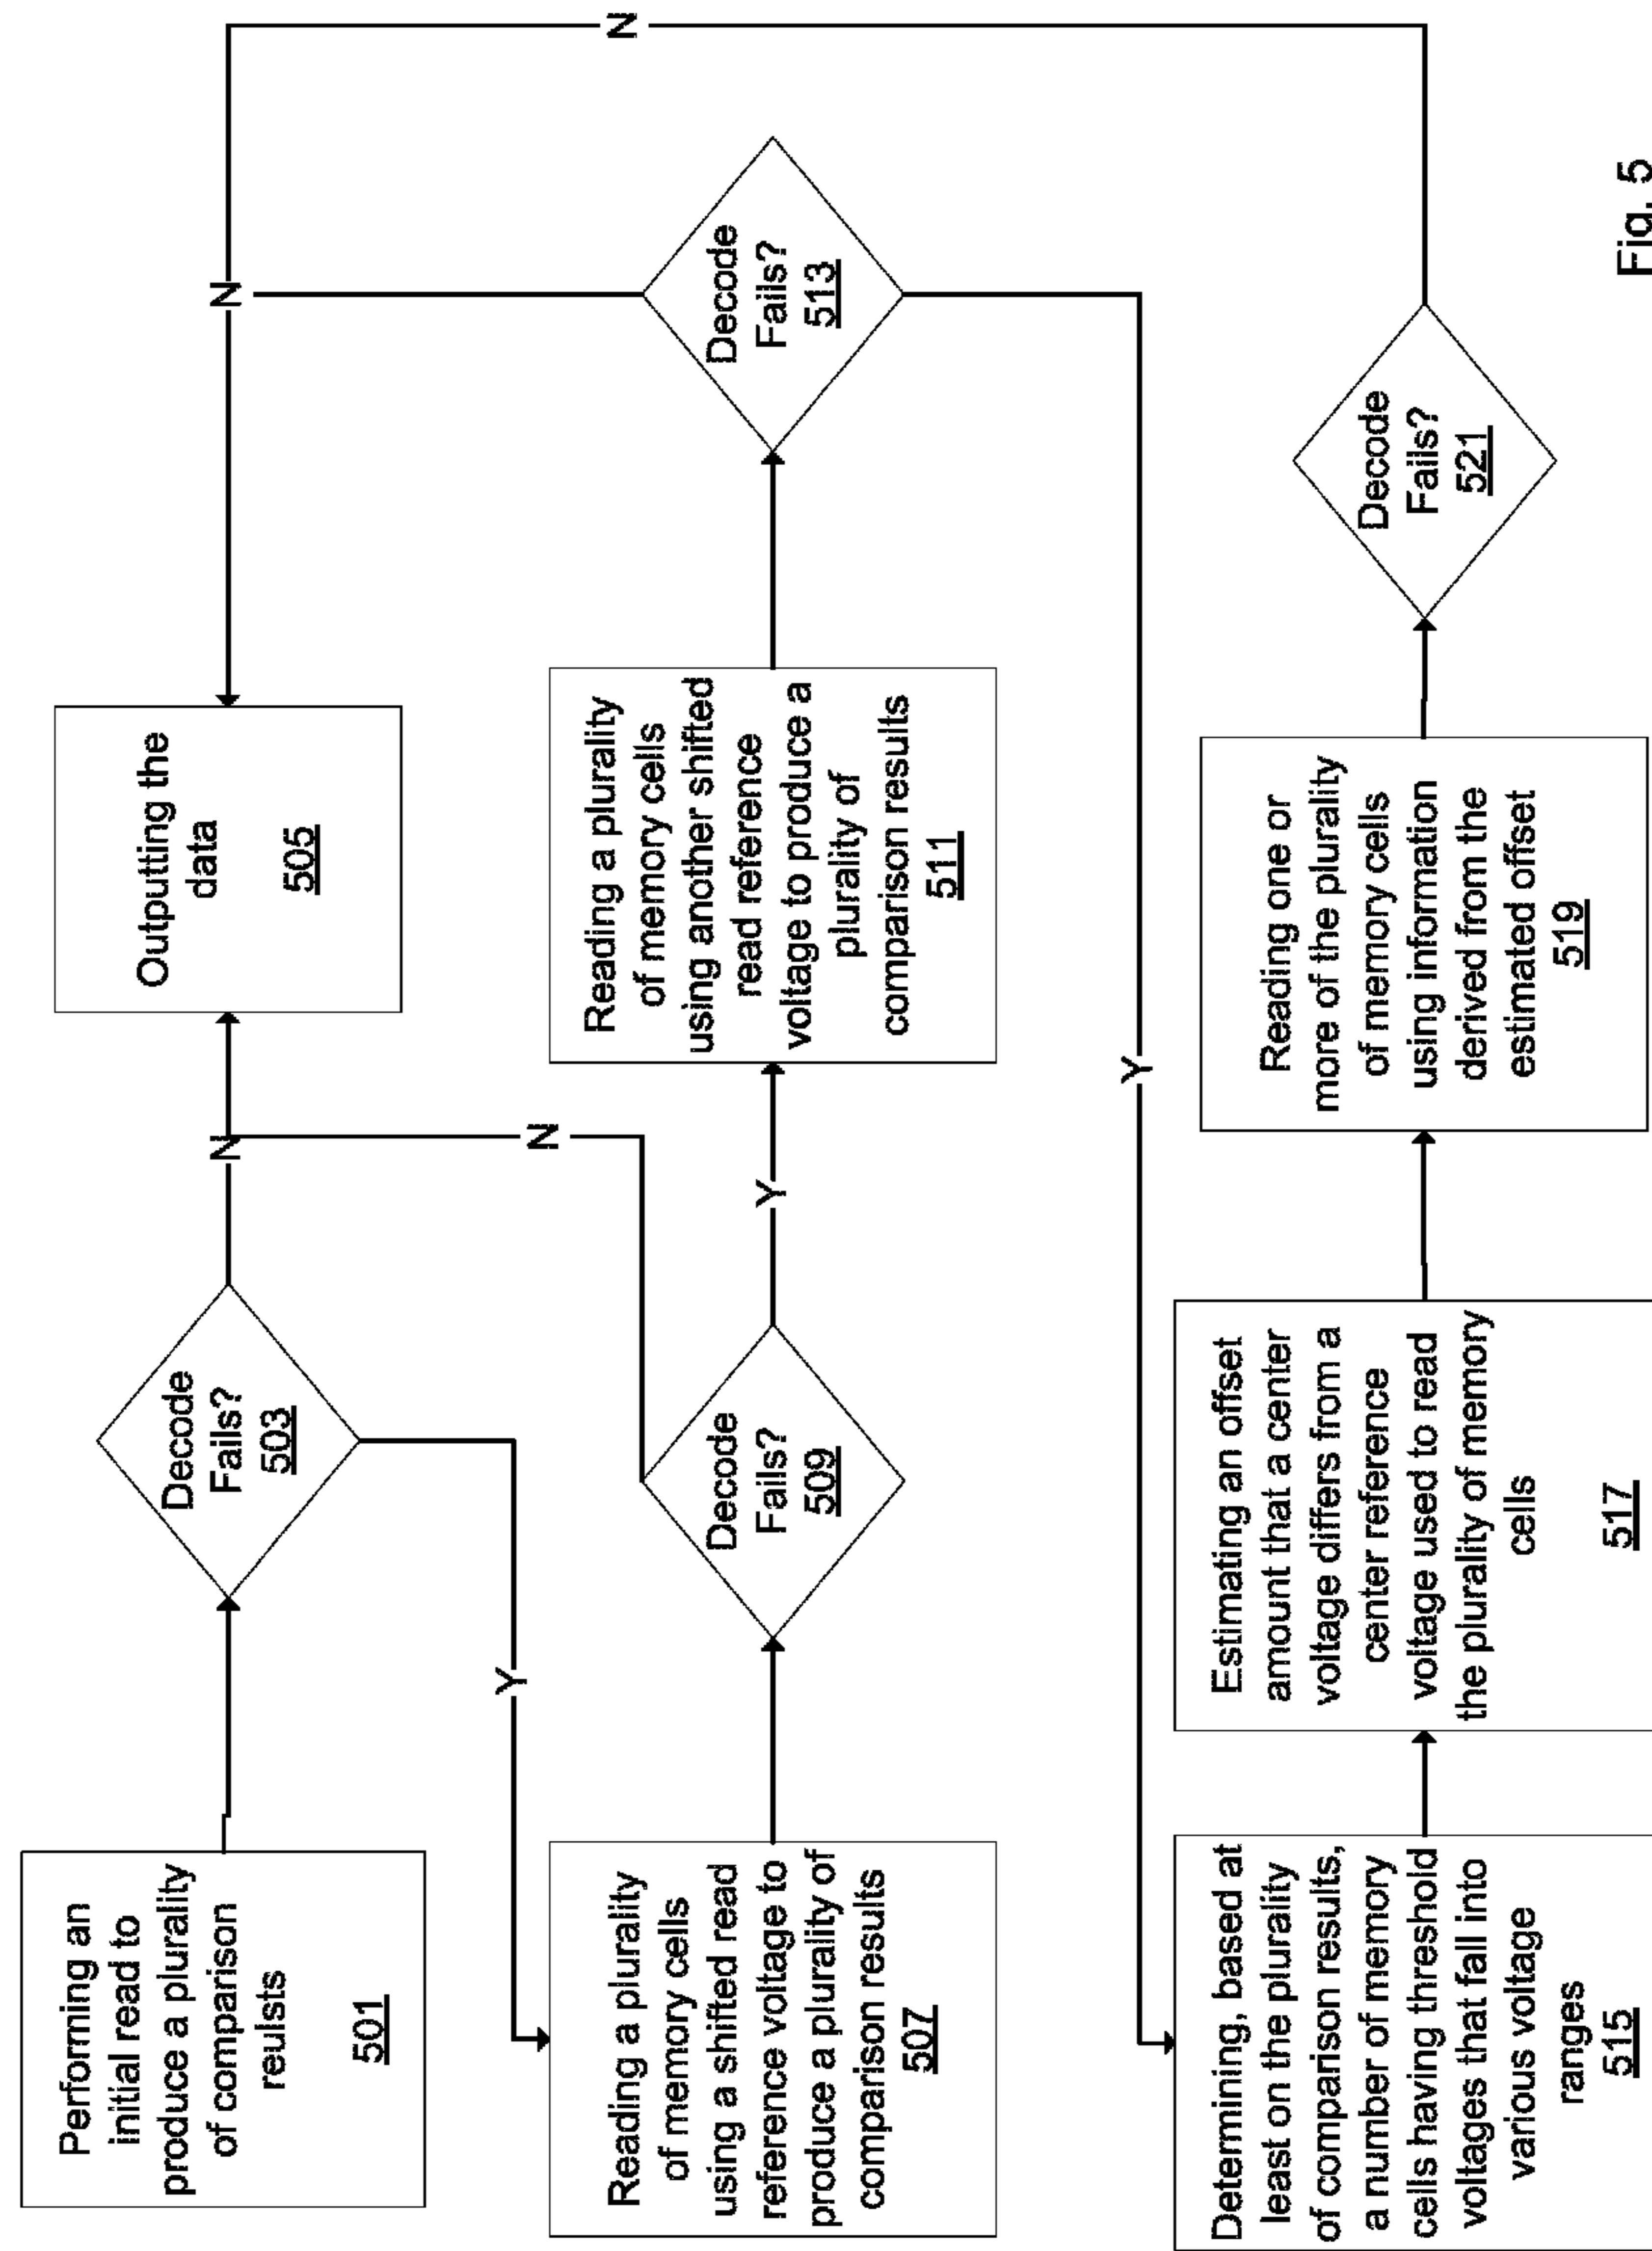 Performing an
initial read to
produce a plurality
of comparison
reulsts
501
Decode
Fails?
503
N
Outputing the
data
505
N
Y
N
Reading a plurality
of memory cells
using a shifted read
reference voltage to
produce a plurality of
comparison results
507
Decode
Fails?
509
Y
Reading a plurality
of memory cells
using another shifted
read reference
voltage to produce a
plurality of
comparison results
511
Decode
Fails?
513
N
Y
Determining, based at
least on the plurality
of comparison results,
a number of memory
cells having threshold
voltages that fall into
various voltage
ranges
515
Estimating an offset
amount that a center
voltage differs from a
center reference
voltage used to read
the plurality of memory
cells
517
Reading one or
more of the plurality
of memory cells
using information
derived from the
estimated offset
519
Decode
Fails?
521
Fig. 5